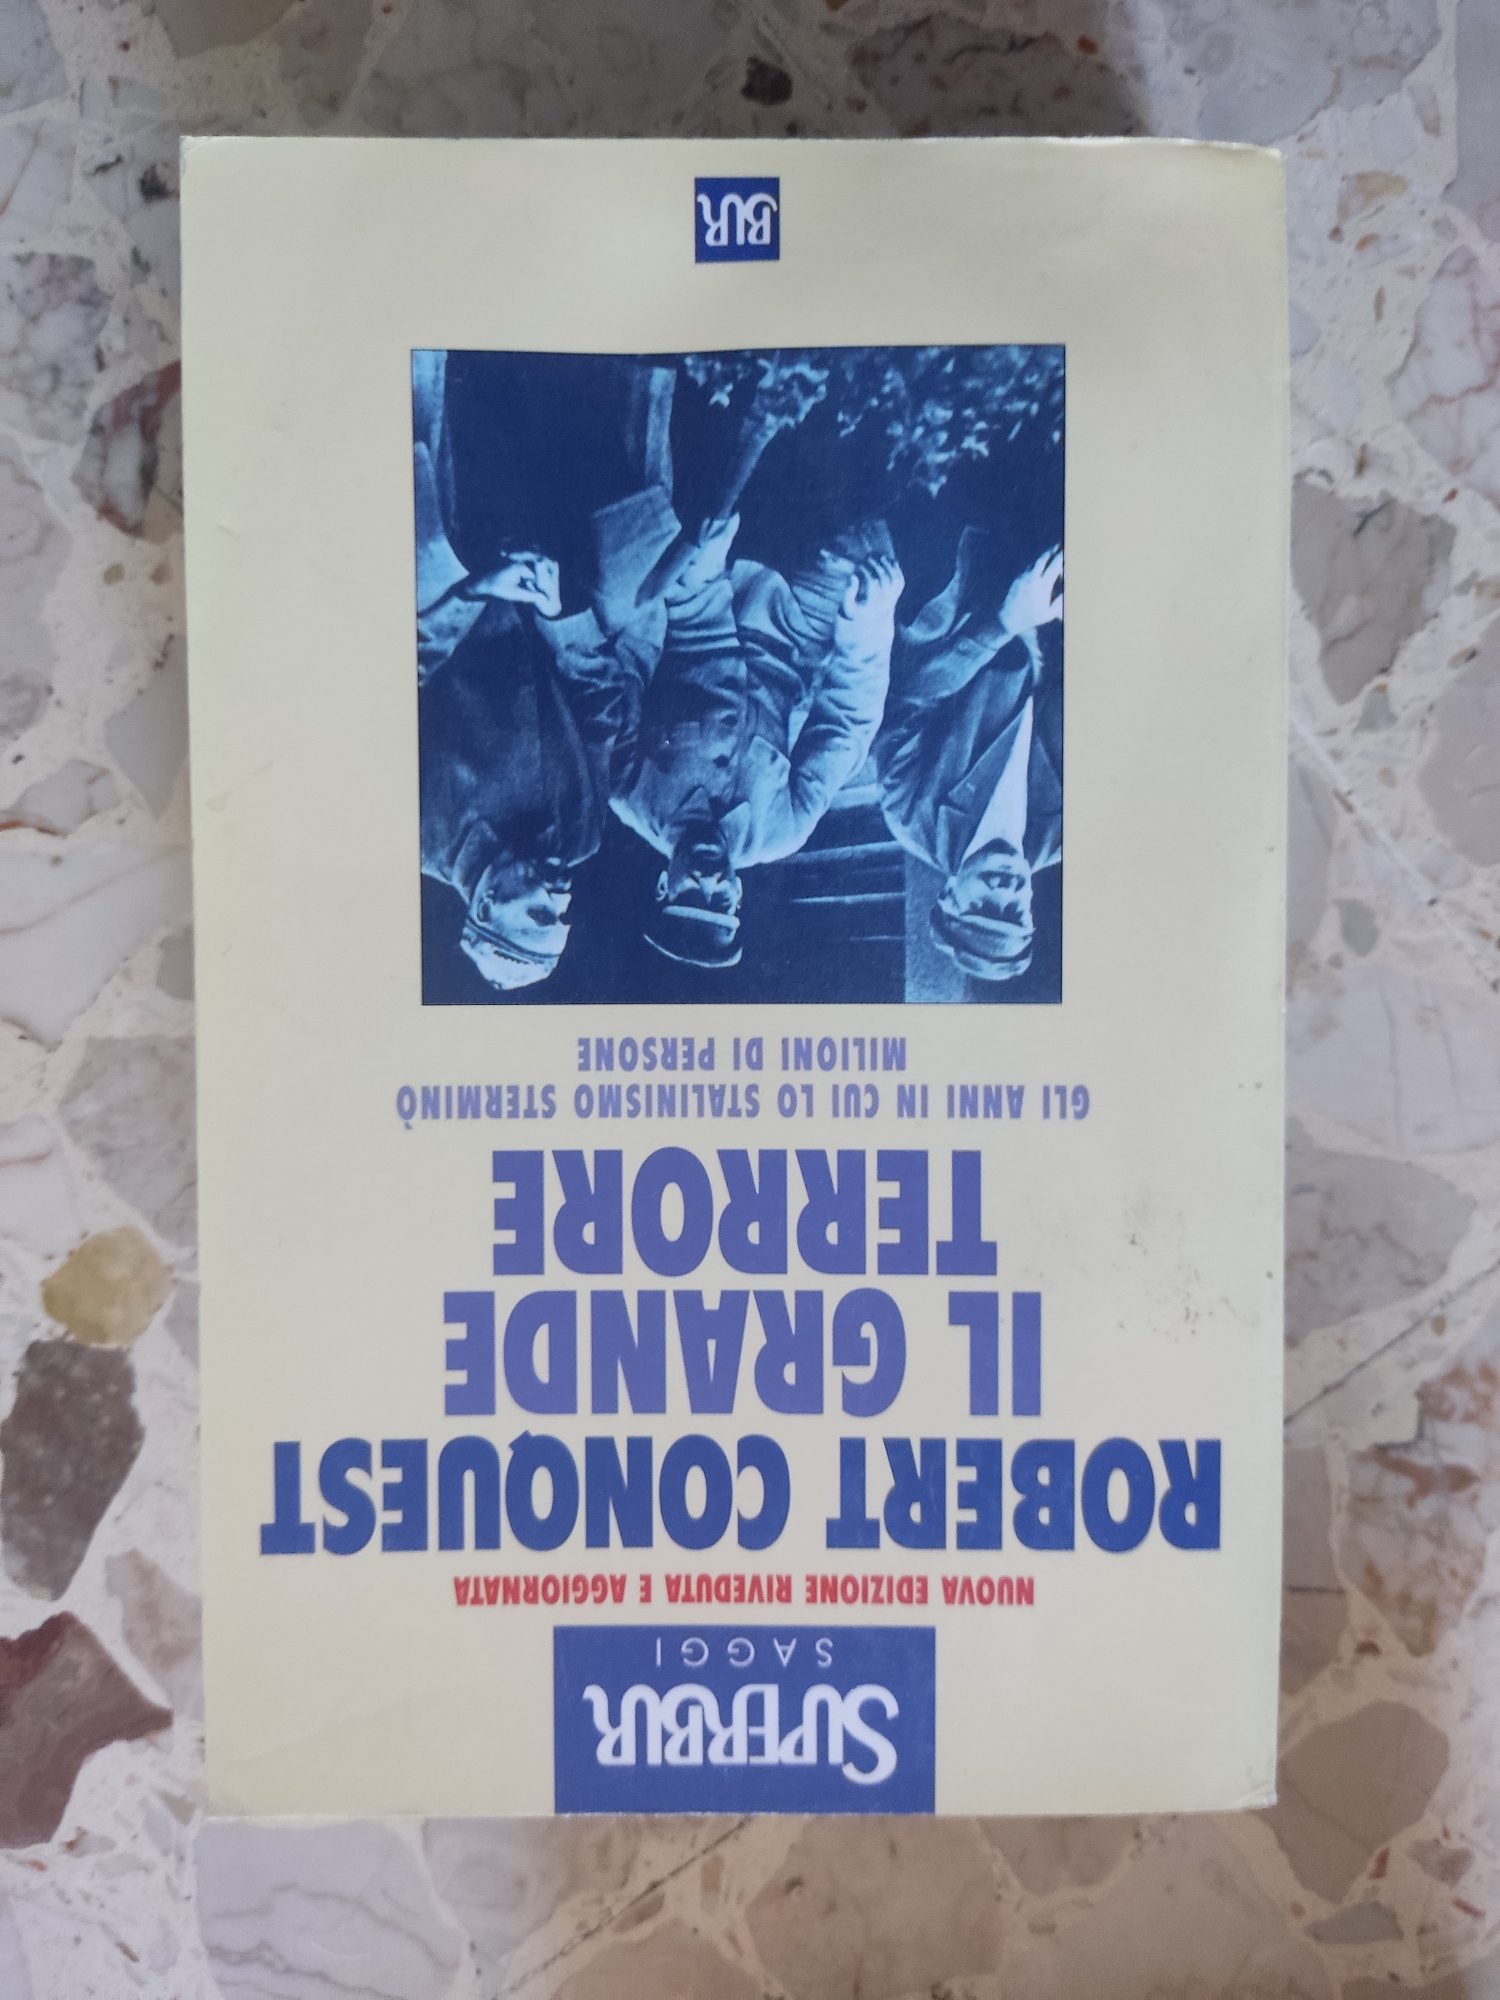 SUPERBUR
SAGGI
NUOVA EDIZIONE RIVEDUTA E AGGIORNATA
ROBERT CONQUEST
IL GRANDE
TERRORE
GLI ANNI IN CUI LO STALINISMO STERMINÒ
MILIONI DI PERSONE
BUR